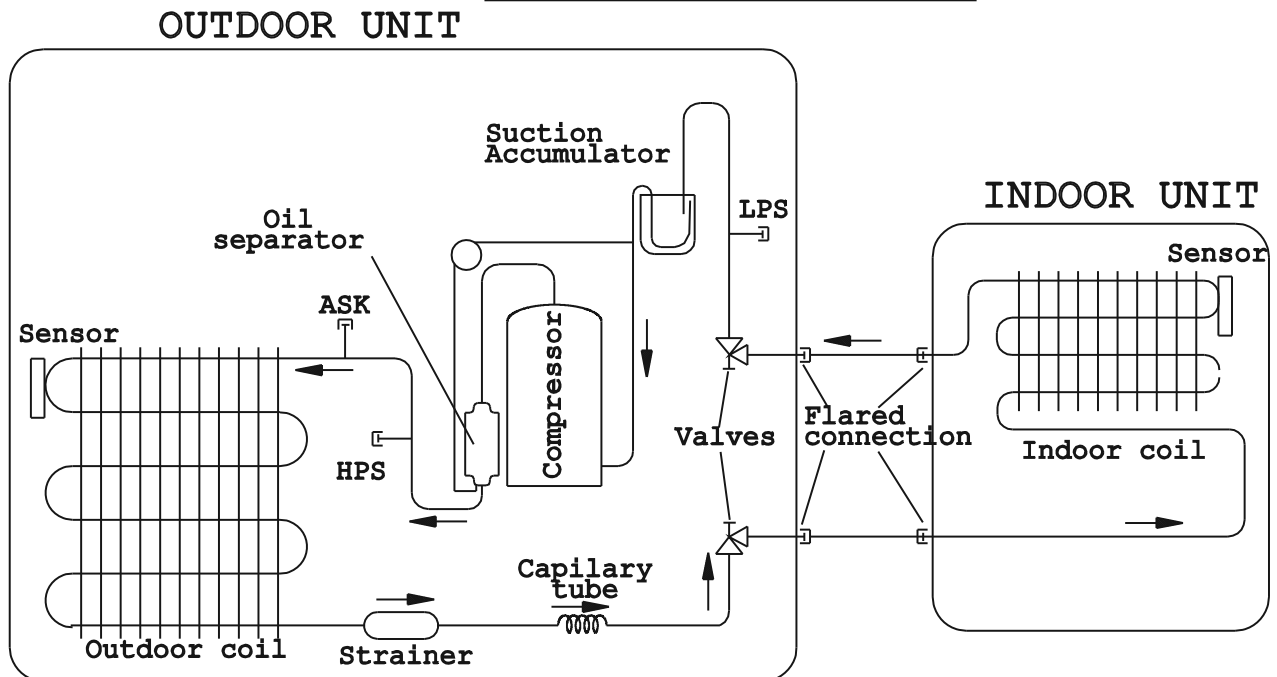 OUTDOOR UNIT
Suction
Accumulator
INDOOR UNIT
LPS
Oil
separator
Sensor
ASK
Sensor
Compressor
Flared
Valves
connection
Indoor coil
HPS
Capilary
tube
Outdoor coil
Strainer